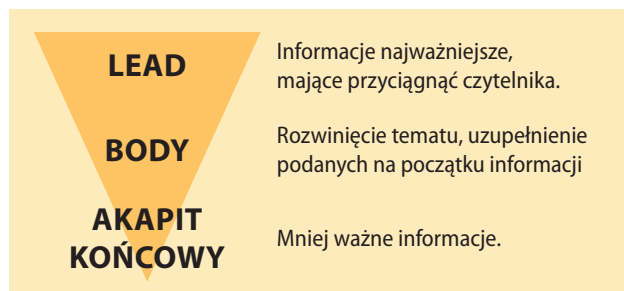 LEAD
Informacje najważniejsze,
mające przyciągnąć czytelnika.
BODY
Rozwinięcie tematu, uzupełnienie
podanych na początku informacji
AKAPIT
KOŃCOWY
Mniej ważne informacje.